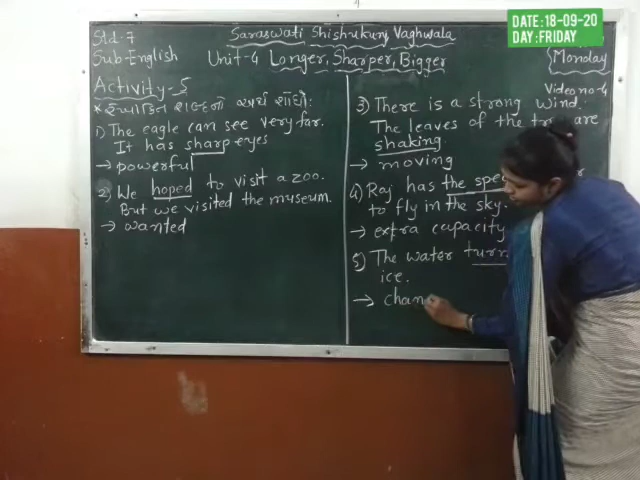 DATE:18-09-20
DAY:FRIDAY
Std-7
Saraswati Shishukunj Vaghwala
Sub-English
Unit-4 Longer, Sharper, Bigger
Monday
Video no-4
Activity-5
1) The eagle can see very far.
It has sharp eyes
→ powerful
2) We hoped to visit a zoo.
But we visited the museum.
→ wanted
3) There is a strong wind.
The leaves of the tree are
shaking.
→ moving
4) Raj has the
to fly in the sky.
→ extra capacity
5) The water turn
ice.
→ chan